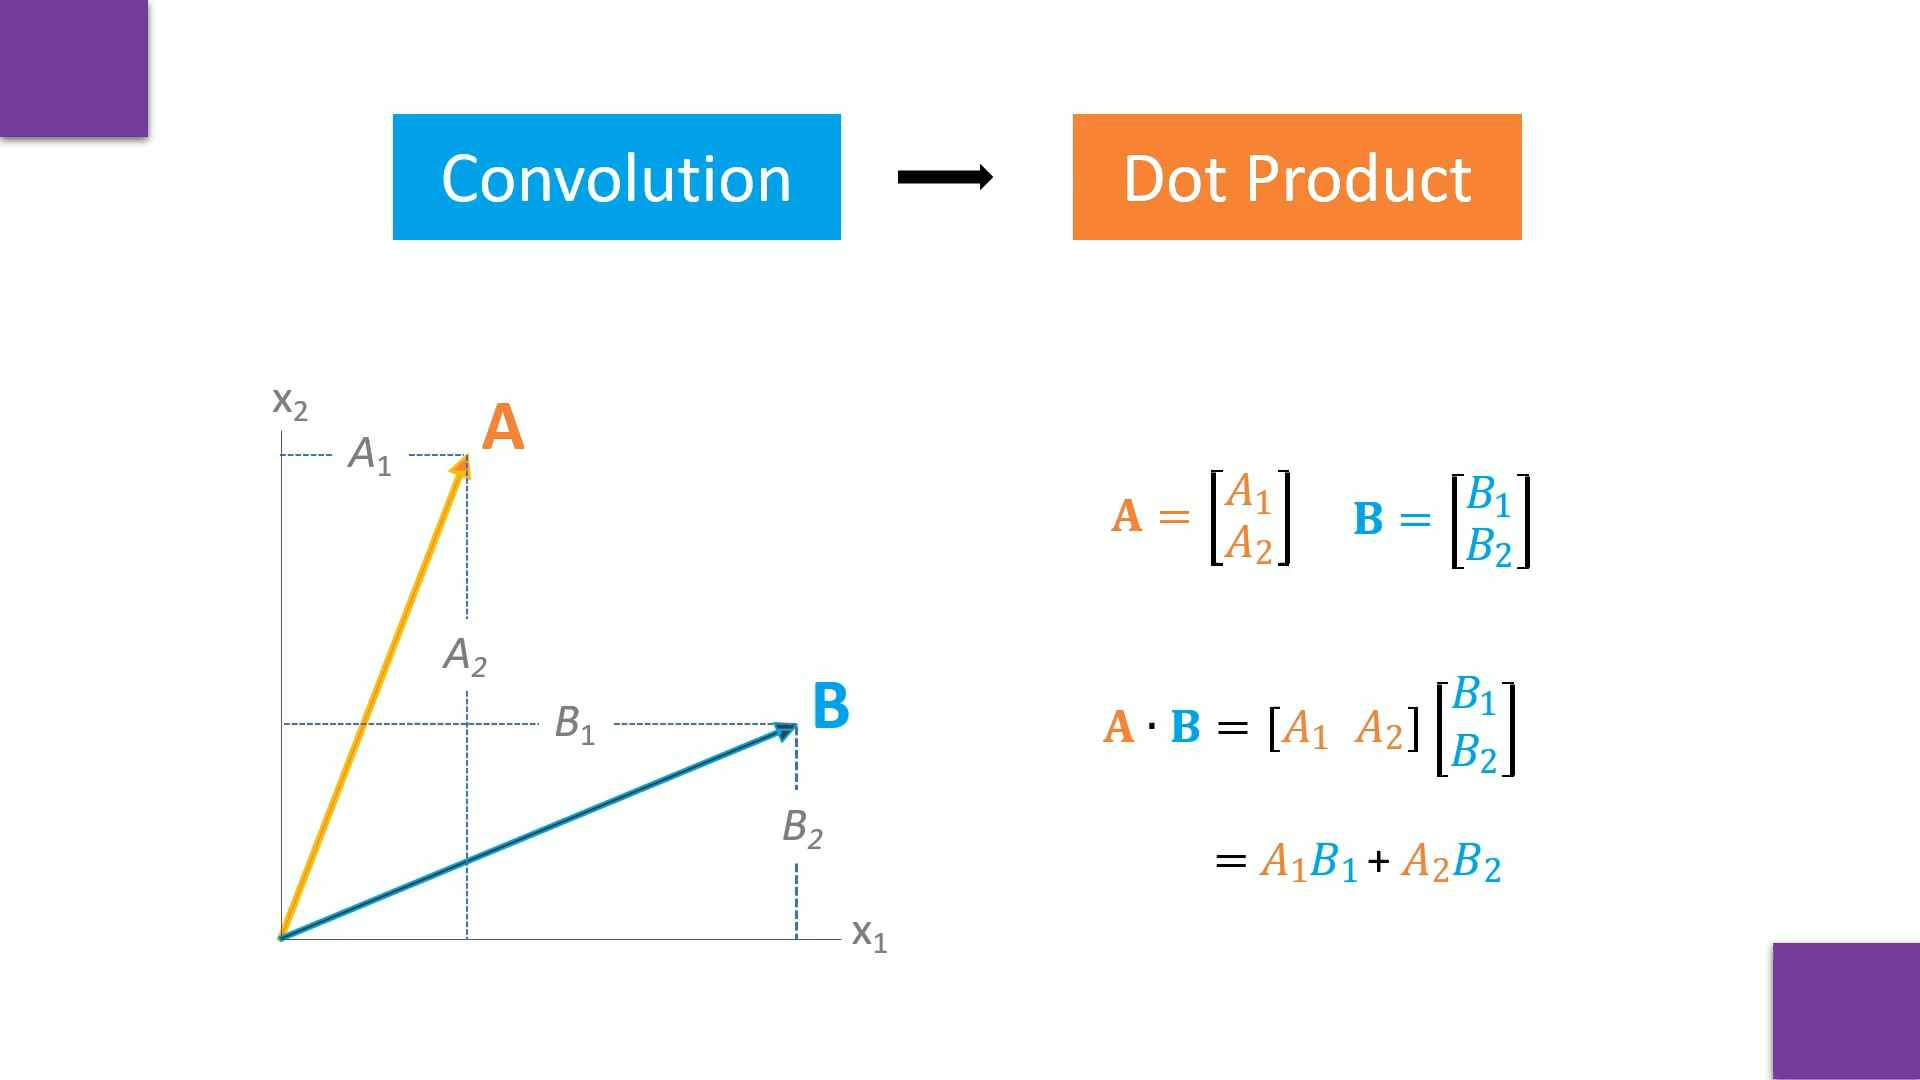 Convolution → Dot Product
x₂
A
A₁
A₂
B
B₁
B₂
x₁
A = [A₁ A₂] B = [B₁ B₂]
A · B = [A₁ A₂] [B₁ B₂]
= A₁B₁ + A₂B₂